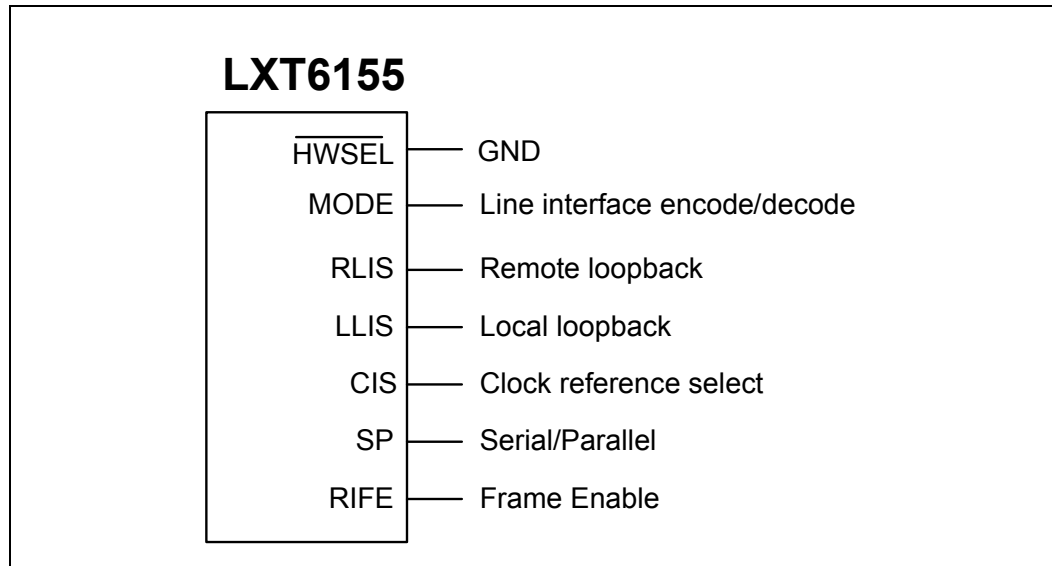 LXT6155
HWSEL GND
MODE Line interface encode/decode
RLIS Remote loopback
LLIS Local loopback
CIS Clock reference select
SP Serial/Parallel
RIFE Frame Enable